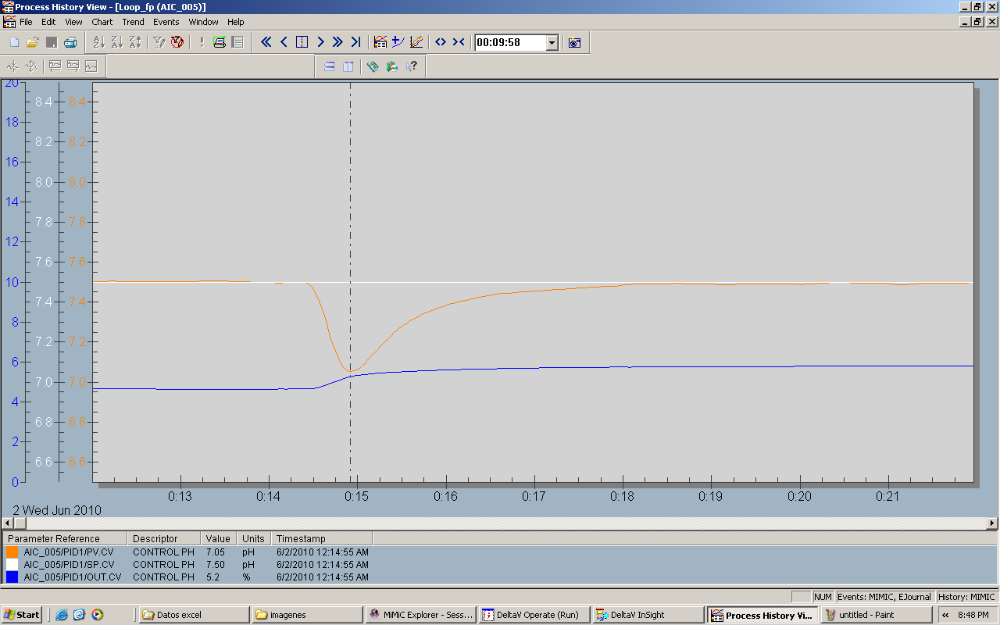 Process History View - [Loop_fp (AIC_005)]
File Edit View Chart Trend Events Window Help
00:09:58
20 8.4 8.4
18 8.2 8.2
16 8.0 8.0
14 7.8 7.8
12 7.6 7.6
10 7.4 7.4
8 7.2 7.2
6 7.0 7.0
4 6.8 6.8
2 6.6 6.6
0
0:13 0:14 0:15 0:16 0:17 0:18 0:19 0:20 0:21
2 Wed Jun 2010
Parameter Reference Descriptor Value Units Timestamp
AIC_005/PID1/PV.CV CONTROL PH 7.05 pH 6/2/2010 12:14:55 AM
AIC_005/PID1/SP.CV CONTROL PH 7.50 pH 6/2/2010 12:14:55 AM
AIC_005/PID1/OUT.CV CONTROL PH 5.2 % 6/2/2010 12:14:55 AM
NUM Events: MIMIC, EJournal History: MIMIC
Start Datos excel imagenes MiMiC Explorer - Sess... DeltaV Operate (Run) DeltaV InSight Process History Vi... untitled - Paint « 8:48 PM